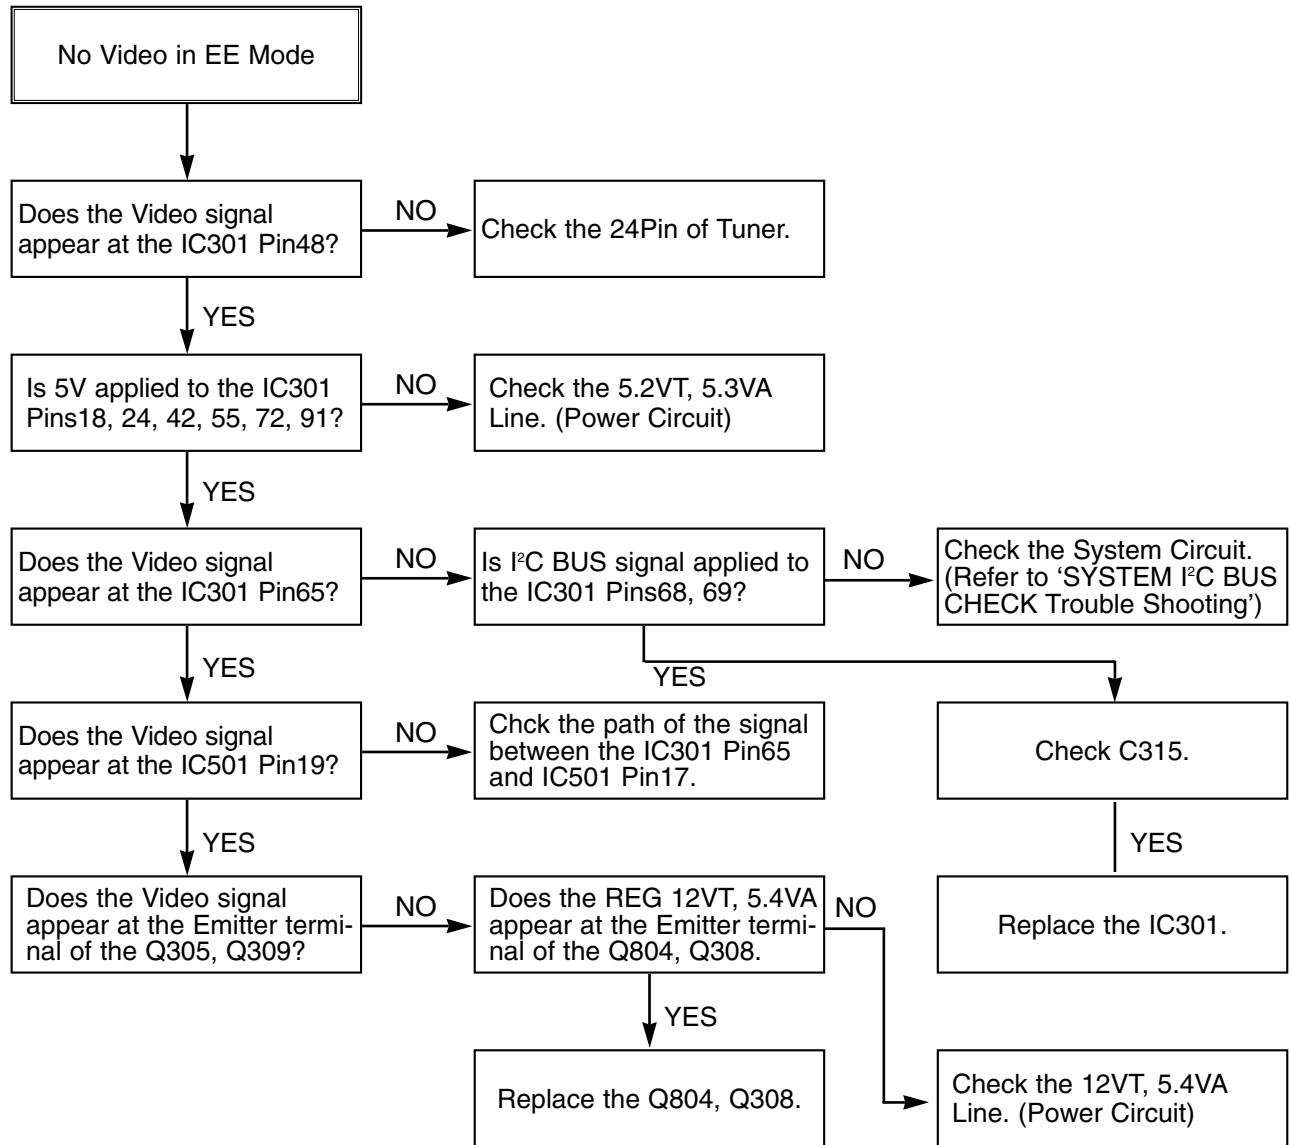 No Video in EE Mode
Does the Video signal
appear at the IC301 Pin48?
NO
Check the 24Pin of Tuner.
YES
Is 5V applied to the IC301
Pins18, 24, 42, 55, 72, 91?
NO
Check the 5.2VT, 5.3VA
Line. (Power Circuit)
YES
Does the Video signal
appear at the IC301 Pin65?
NO
Is I²C BUS signal applied to
the IC301 Pins68, 69?
NO
Check the System Circuit.
(Refer to ‘SYSTEM I²C BUS
CHECK Trouble Shooting’)
YES
YES
Does the Video signal
appear at the IC501 Pin19?
NO
Chck the path of the signal
between the IC301 Pin65
and IC501 Pin17.
Check C315.
YES
YES
Does the Video signal
appear at the Emitter termi-
nal of the Q305, Q309?
NO
Does the REG 12VT, 5.4VA
appear at the Emitter termi-
nal of the Q804, Q308.
NO
Replace the IC301.
YES
Replace the Q804, Q308.
Check the 12VT, 5.4VA
Line. (Power Circuit)